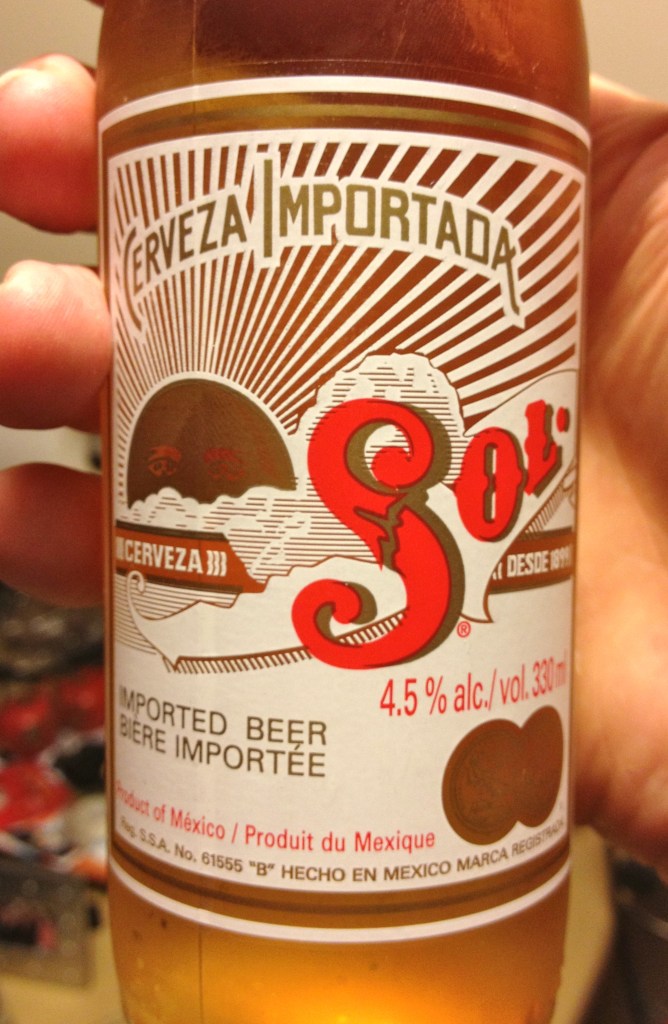 CERVEZA IMPORTADA
SOL
CERVEZA
DESDE 1899
4.5 % alc./vol. 330 ml
IMPORTED BEER
BIÈRE IMPORTÉE
Product of México / Produit du Mexique
Reg. S.S.A. No. 61555 "B" HECHO EN MEXICO MARCA REGISTRADA